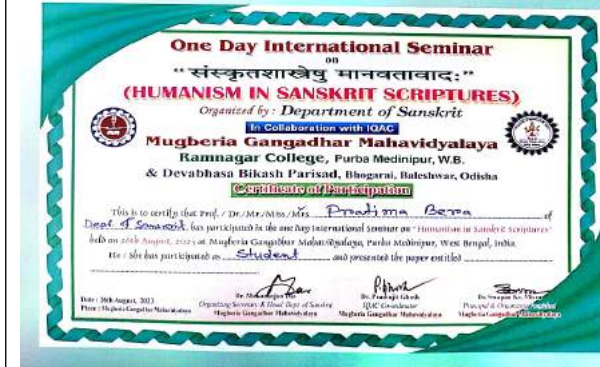 One Day International Seminar
on
"संस्कृतशास्त्रेषु मानवतावादः"
(HUMANISM IN SANSKRIT SCRIPTURES)
Organized by : Department of Sanskrit
In Collaboration with IQAC
Mugberia Gangadhar Mahavidyalaya
Ramnagar College, Purba Medinipur, W.B.
& Devabhasa Bikash Parisad, Bhograi, Baleshwar, Odisha
Certificate of Participation
This is to certify that Prof./ Dr./Mr./Miss/Mrs. Pratima Bera of
Dept. of Sanskrit, has participated in the one day International Seminar on "Humanism in Sanskrit Scriptures"
held on 26th August, 2023 at Mugberia Gangadhar Mahavidyalaya, Purba Medinipur, West Bengal, India.
He / She has participated as Student and presented the paper entitled
Date : 26th August, 2023
Place : Mugberia Gangadhar Mahavidyalaya
Organizing Secretary & Head Dept of Sanskrit
Mugberia Gangadhar Mahavidyalaya
IQAC Co-ordinator
Mugberia Gangadhar Mahavidyalaya
Principal &
Mugberia Gangadhar Mahavidyalaya